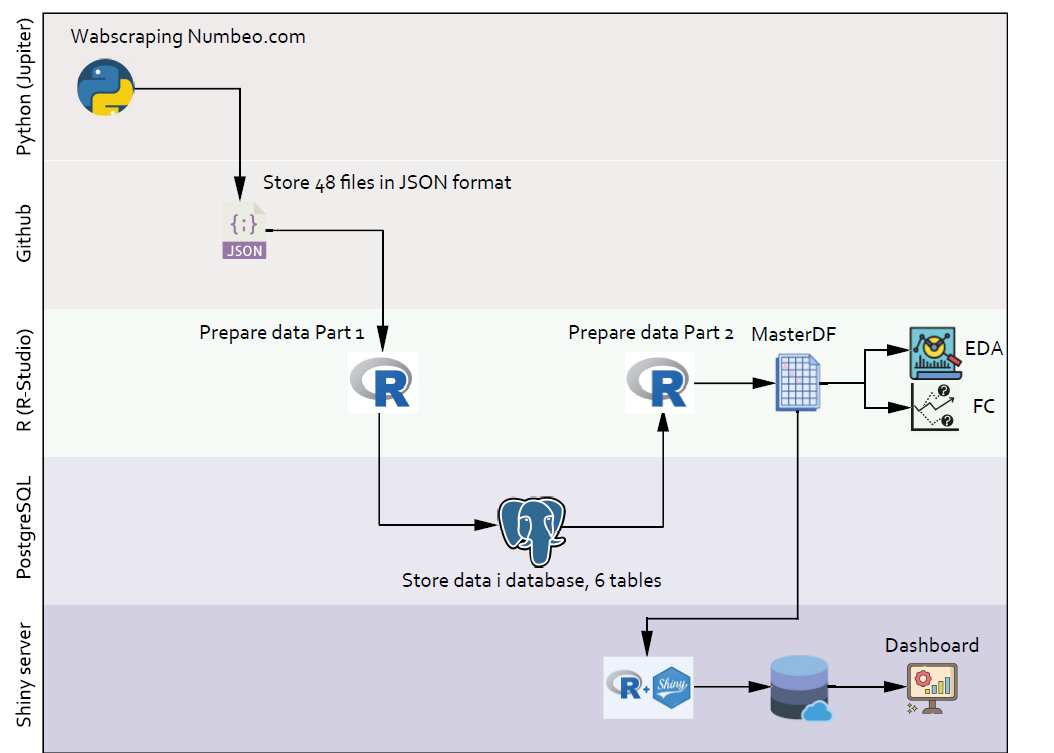 Python (Jupiter)
Wabscraping Numbeo.com
Github
Store 48 files in JSON format
{;}
JSON
R (R-Studio)
Prepare data Part 1
R
Prepare data Part 2
R
MasterDF
EDA
? ?
FC
PostgreSQL
Store data i database, 6 tables
Shiny server
R + Shiny
Dashboard